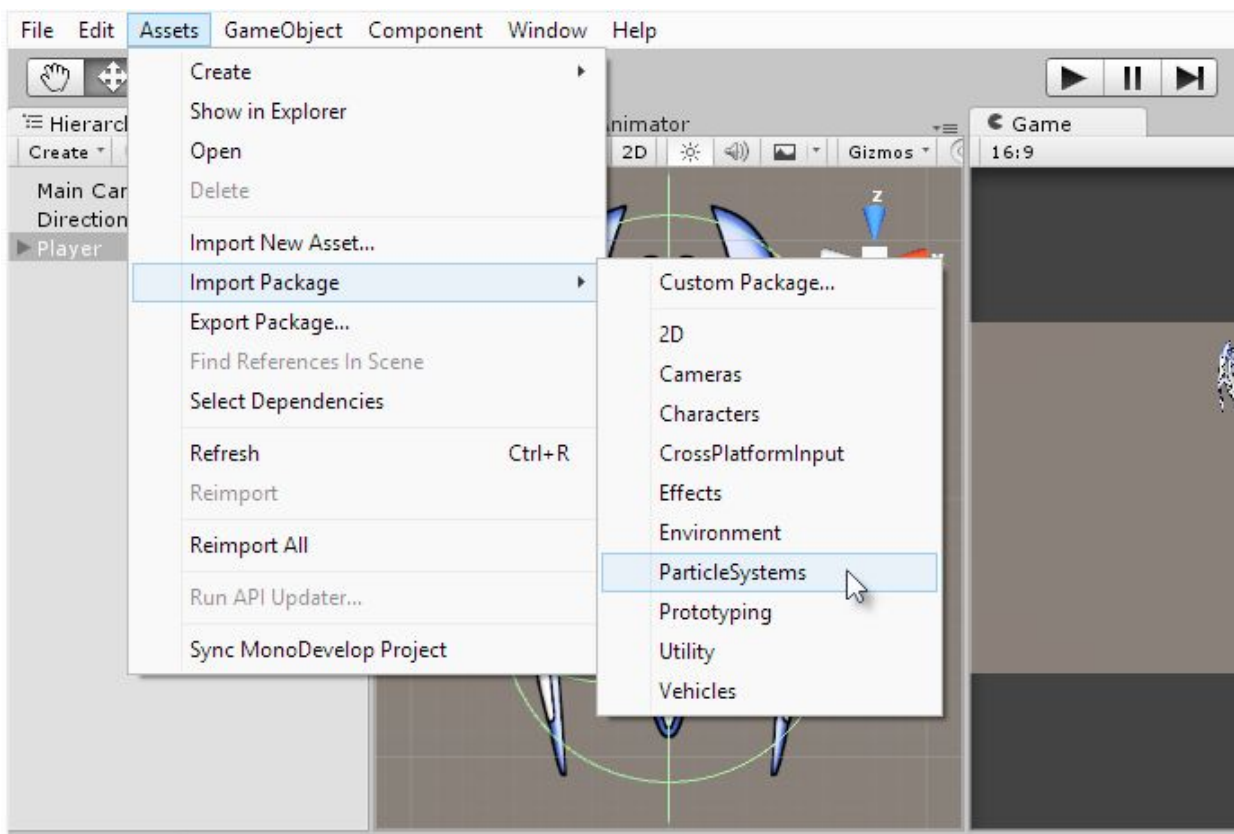 File Edit Assets GameObject Component Window Help
Create
Show in Explorer
Open
Delete
Import New Asset...
Import Package
Export Package...
Find References In Scene
Select Dependencies
Refresh Ctrl+R
Reimport
Reimport All
Run API Updater...
Sync MonoDevelop Project
Custom Package...
2D
Cameras
Characters
CrossPlatformInput
Effects
Environment
ParticleSystems
Prototyping
Utility
Vehicles
Hierarc
Create
Main Car
Direction
Player
nimator
2D Gizmos
z
Game
16:9